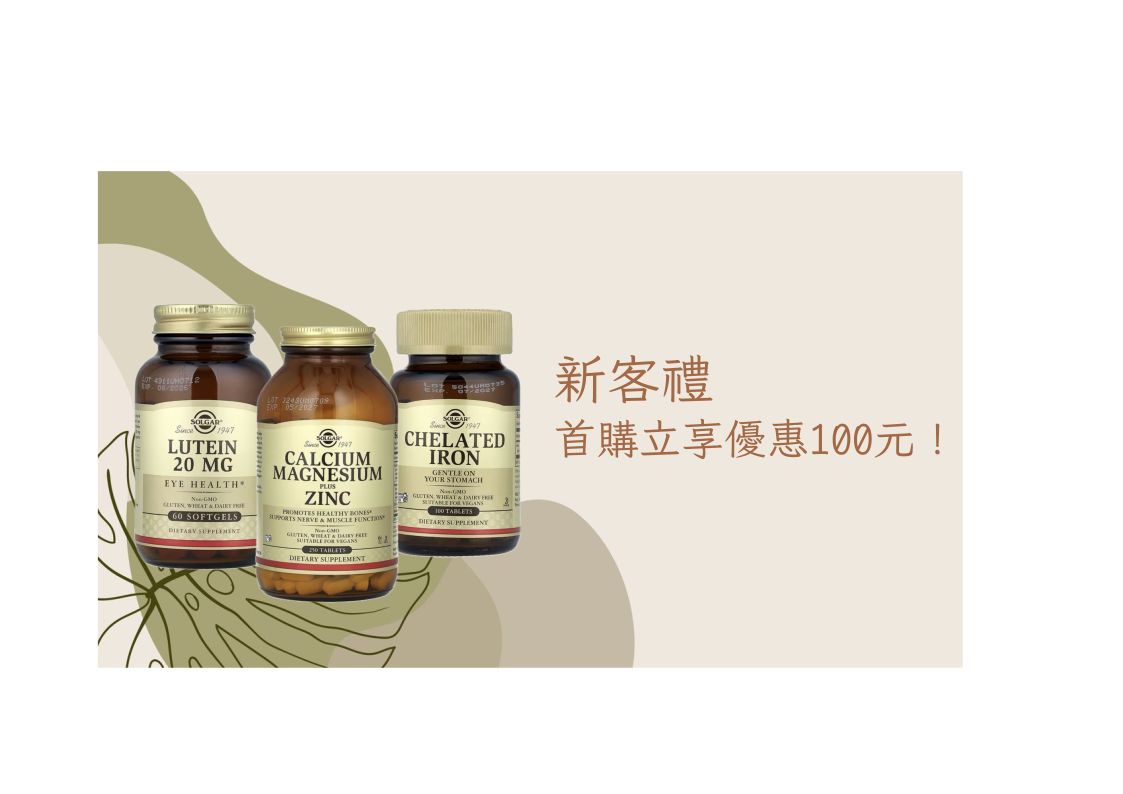 LOT 4311UM0712
EXP. 08/2025
SOLGAR
Since 1947
LUTEIN
20 MG
EYE HEALTH*
Non-GMO
GLUTEN, WHEAT & DAIRY FREE
60 SOFTGELS
DIETARY SUPPLEMENT
EXP. 05/2027
SOLGAR
Since 1947
CALCIUM
MAGNESIUM
PLUS
ZINC
PROMOTES HEALTHY BONES*
SUPPORTS NERVE & MUSCLE FUNCTION*
Non-GMO
GLUTEN, WHEAT & DAIRY FREE
SUITABLE FOR VEGANS
250 TABLETS
DIETARY SUPPLEMENT
EXP. 07/2027
SOLGAR
Since 1947
CHELATED
IRON
GENTLE ON
YOUR STOMACH
Non-GMO
GLUTEN, WHEAT & DAIRY FREE
SUITABLE FOR VEGANS
100 TABLETS
DIETARY SUPPLEMENT
新客禮
首購立享優惠100元！